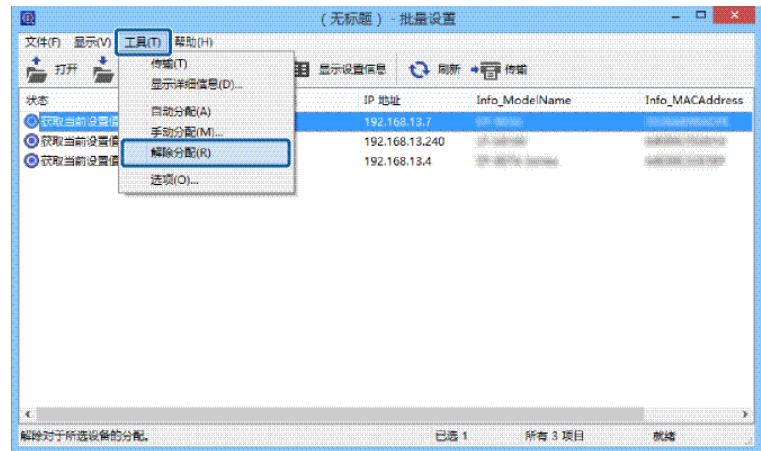 （无标题） - 批量设置
文件(F) 显示(V) 工具(T) 帮助(H)
打开 显示设置信息 刷新 传输
传输(T)
显示详细信息(D)...
自动分配(A)
手动分配(M)...
解除分配(R)
选项(O)...
状态 IP 地址 Info_ModelName Info_MACAddress
获取当前设置值 192.168.13.7
获取当前设置值 192.168.13.240
获取当前设置值 192.168.13.4
解除对于所选设备的分配。 已选 1 所有 3 项目 就绪